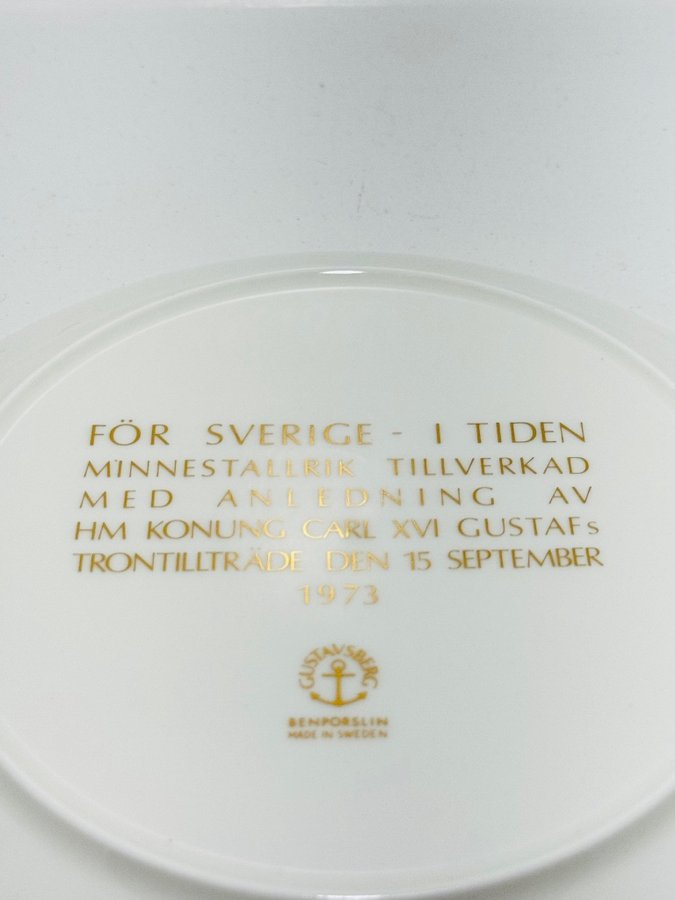 FÖR SVERIGE - I TIDEN
MINNESTALLRIK TILLVERKAD
MED ANLEDNING AV
HM KONUNG CARL XVI GUSTAFs
TRONTILLTRÄDE DEN 15 SEPTEMBER
1973
GUSTAVSBERG
BENPORSLIN
MADE IN SWEDEN